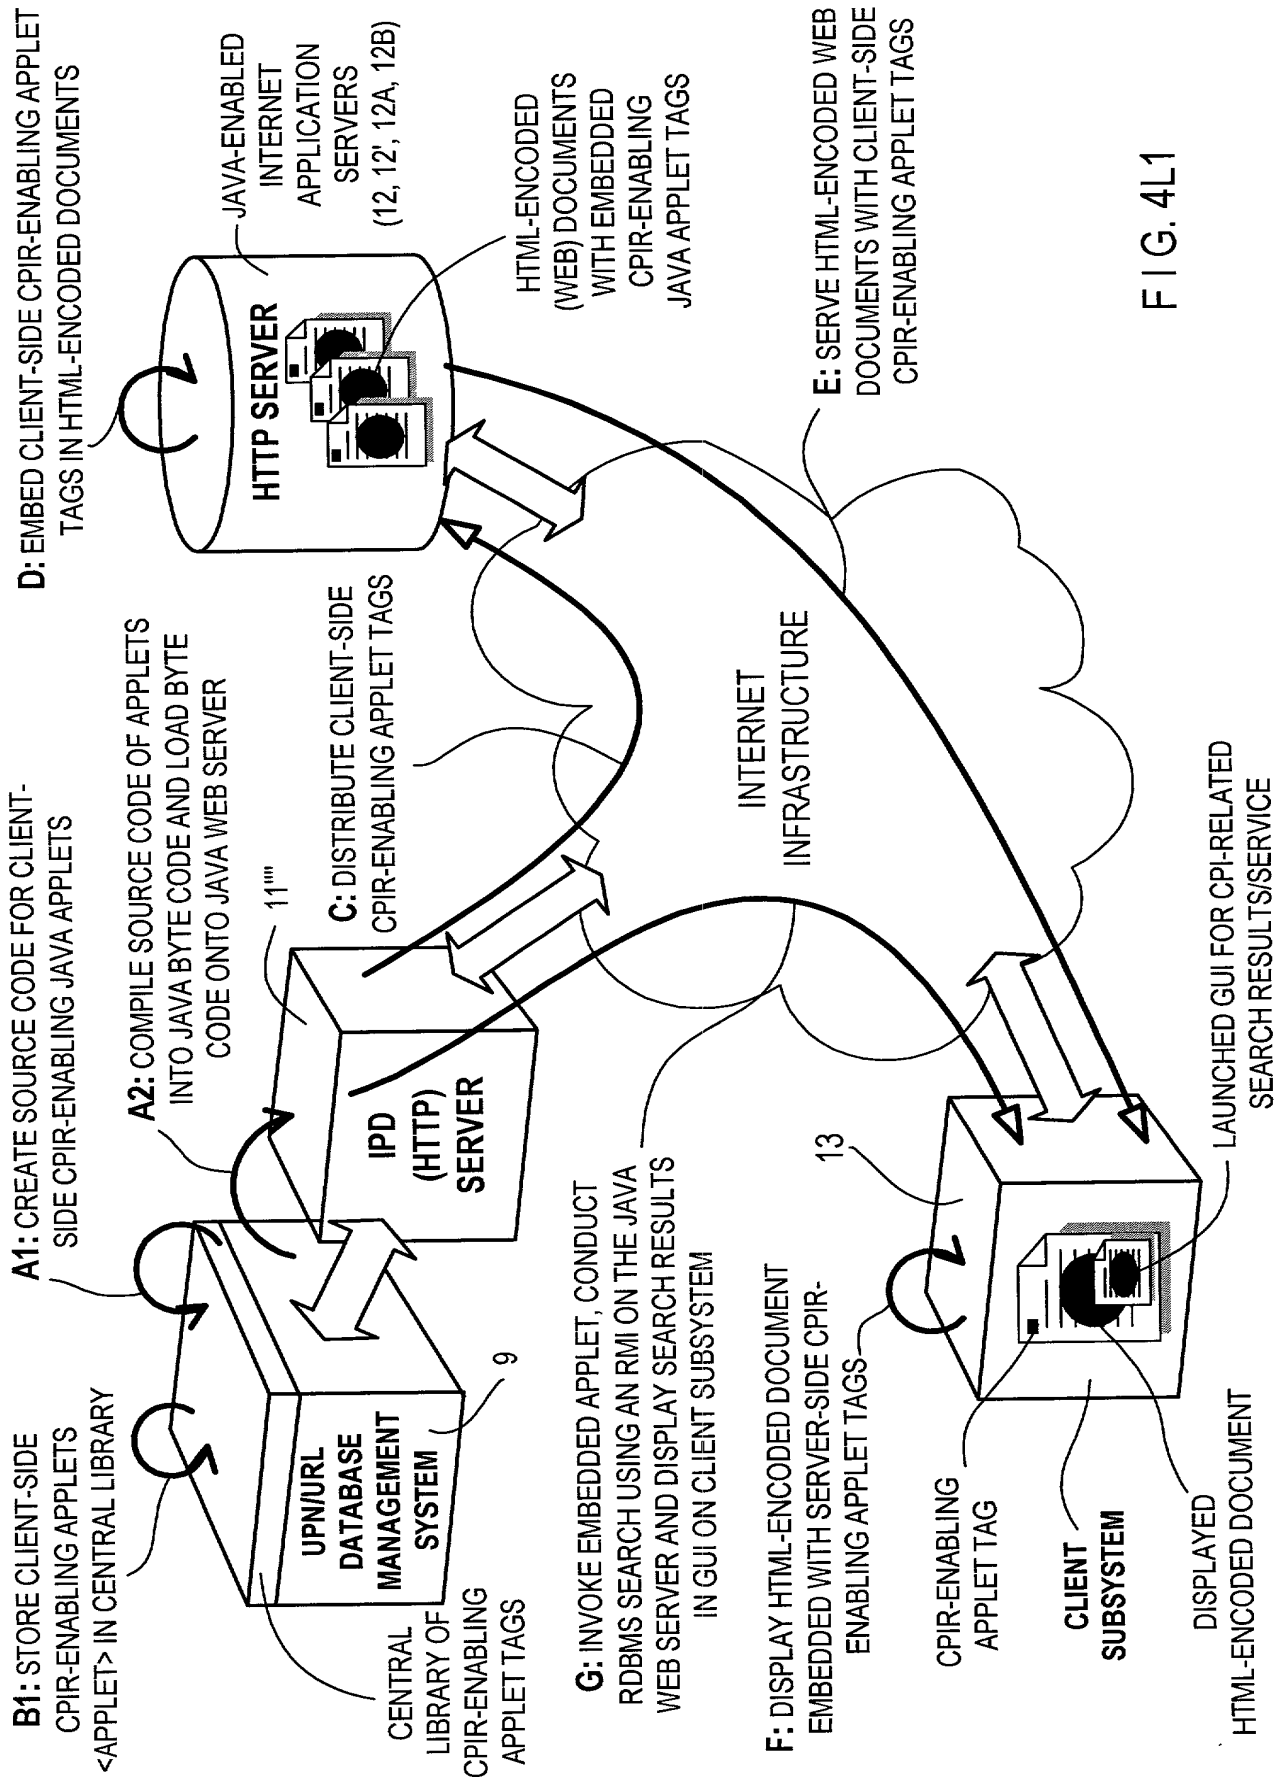 B1: STORE CLIENT-SIDE
CPIR-ENABLING APPLETS
<APPLET> IN CENTRAL LIBRARY
A1: CREATE SOURCE CODE FOR CLIENT-
SIDE CPIR-ENABLING JAVA APPLETS
A2: COMPILE SOURCE CODE OF APPLETS
INTO JAVA BYTE CODE AND LOAD BYTE
CODE ONTO JAVA WEB SERVER
D: EMBED CLIENT-SIDE CPIR-ENABLING APPLET
TAGS IN HTML-ENCODED DOCUMENTS
JAVA-ENABLED
INTERNET
APPLICATION
SERVERS
(12, 12', 12A, 12B)
HTTP SERVER
HTML-ENCODED
(WEB) DOCUMENTS
WITH EMBEDDED
CPIR-ENABLING
JAVA APPLET TAGS
11''''
C: DISTRIBUTE CLIENT-SIDE
CPIR-ENABLING APPLET TAGS
IPD
(HTTP)
SERVER
UPN/URL
DATABASE
MANAGEMENT
SYSTEM
9
CENTRAL
LIBRARY OF
CPIR-ENABLING
APPLET TAGS
G: INVOKE EMBEDDED APPLET, CONDUCT
RDBMS SEARCH USING AN RMI ON THE JAVA
WEB SERVER AND DISPLAY SEARCH RESULTS
IN GUI ON CLIENT SUBSYSTEM
INTERNET
INFRASTRUCTURE
E: SERVE HTML-ENCODED WEB
DOCUMENTS WITH CLIENT-SIDE
CPIR-ENABLING APPLET TAGS
F: DISPLAY HTML-ENCODED DOCUMENT
EMBEDDED WITH SERVER-SIDE CPIR-
ENABLING APPLET TAGS
13
CPIR-ENABLING
APPLET TAG
CLIENT
SUBSYSTEM
DISPLAYED
HTML-ENCODED DOCUMENT
LAUNCHED GUI FOR CPI-RELATED
SEARCH RESULTS/SERVICE
FIG. 4L1